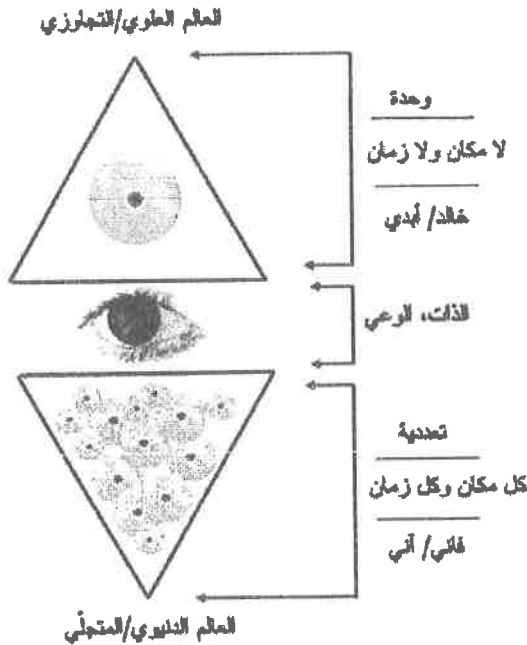 العالم العلوي/التجاوزي
وحدة
لا مكان ولا زمان
خالد/ أبدي
الذات، الوعي
تعددية
كل مكان وكل زمان
فاني/ آني
العالم الدنيوي/المتجلّي